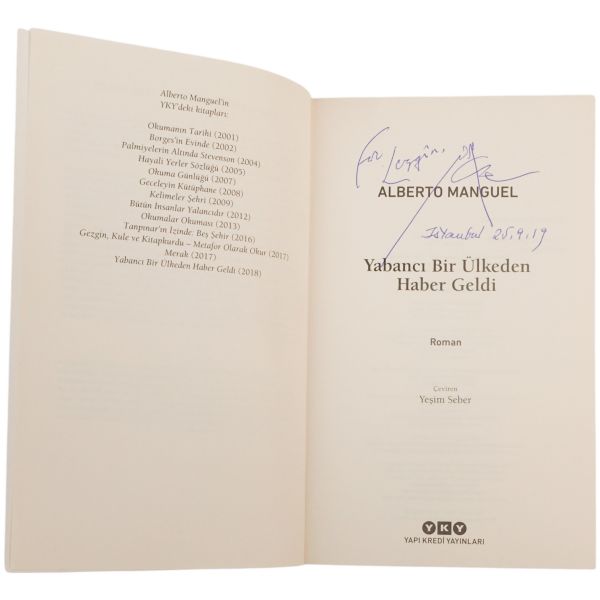 Alberto Manguel'in
YKY'deki kitapları:
Okumanın Tarihi (2001)
Borges'in Evinde (2002)
Palmiyelerin Altında Stevenson (2004)
Hayali Yerler Sözlüğü (2005)
Okuma Günlüğü (2007)
Geceleyin Kütüphane (2008)
Kelimeler Şehri (2009)
Bütün İnsanlar Yalancıdır (2012)
Okumalar Okuması (2013)
Tanpınar'ın İzinde: Beş Şehir (2016)
Gezgin, Kule ve Kitapkurdu – Metafor Olarak Okur (2017)
Merak (2017)
Yabancı Bir Ülkeden Haber Geldi (2018)
For
ALBERTO MANGUEL
Istanbul 25.9.19
Yabancı Bir Ülkeden
Haber Geldi
Roman
Çeviren
Yeşim Seber
YKY
YAPI KREDİ YAYINLARI